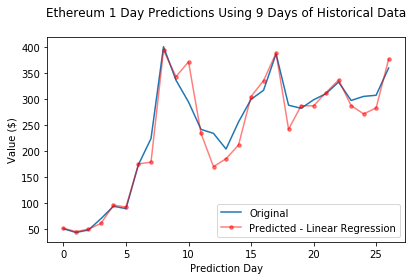 Ethereum 1 Day Predictions Using 9 Days of Historical Data
400
350
300
250
200
150
100
50
Value ($)
0 5 10 15 20 25
Prediction Day
Original
Predicted - Linear Regression